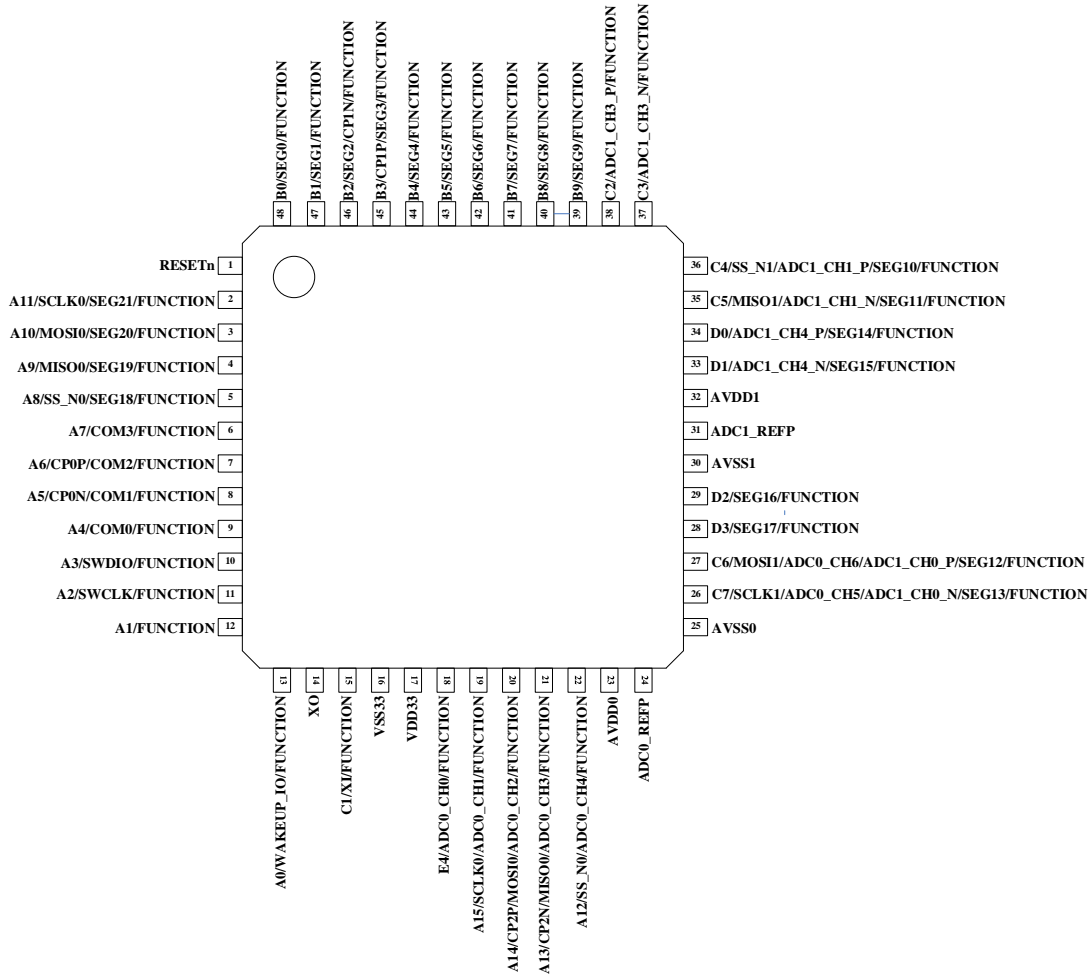 B0/SEG0/FUNCTION
B1/SEG1/FUNCTION
B2/SEG2/CP1N/FUNCTION
B3/CP1P/SEG3/FUNCTION
B4/SEG4/FUNCTION
B5/SEG5/FUNCTION
B6/SEG6/FUNCTION
B7/SEG7/FUNCTION
B8/SEG8/FUNCTION
B9/SEG9/FUNCTION
C2/ADC1_CH3_P/FUNCTION
C3/ADC1_CH3_N/FUNCTION
48
47
46
45
44
43
42
41
40
39
38
37
RESETn 1
A11/SCLK0/SEG21/FUNCTION 2
A10/MOSI0/SEG20/FUNCTION 3
A9/MISO0/SEG19/FUNCTION 4
A8/SS_N0/SEG18/FUNCTION 5
A7/COM3/FUNCTION 6
A6/CP0P/COM2/FUNCTION 7
A5/CP0N/COM1/FUNCTION 8
A4/COM0/FUNCTION 9
A3/SWDIO/FUNCTION 10
A2/SWCLK/FUNCTION 11
A1/FUNCTION 12
36 C4/SS_N1/ADC1_CH1_P/SEG10/FUNCTION
35 C5/MISO1/ADC1_CH1_N/SEG11/FUNCTION
34 D0/ADC1_CH4_P/SEG14/FUNCTION
33 D1/ADC1_CH4_N/SEG15/FUNCTION
32 AVDD1
31 ADC1_REFP
30 AVSS1
29 D2/SEG16/FUNCTION
28 D3/SEG17/FUNCTION
27 C6/MOSI1/ADC0_CH6/ADC1_CH0_P/SEG12/FUNCTION
26 C7/SCLK1/ADC0_CH5/ADC1_CH0_N/SEG13/FUNCTION
25 AVSS0
13
14
15
16
17
18
19
20
21
22
23
24
A0/WAKEUP_IO/FUNCTION
XO
C1/XI/FUNCTION
VSS33
VDD33
E4/ADC0_CH0/FUNCTION
A15/SCLK0/ADC0_CH1/FUNCTION
A14/CP2P/MOSI0/ADC0_CH2/FUNCTION
A13/CP2N/MISO0/ADC0_CH3/FUNCTION
A12/SS_N0/ADC0_CH4/FUNCTION
AVDD0
ADC0_REFP